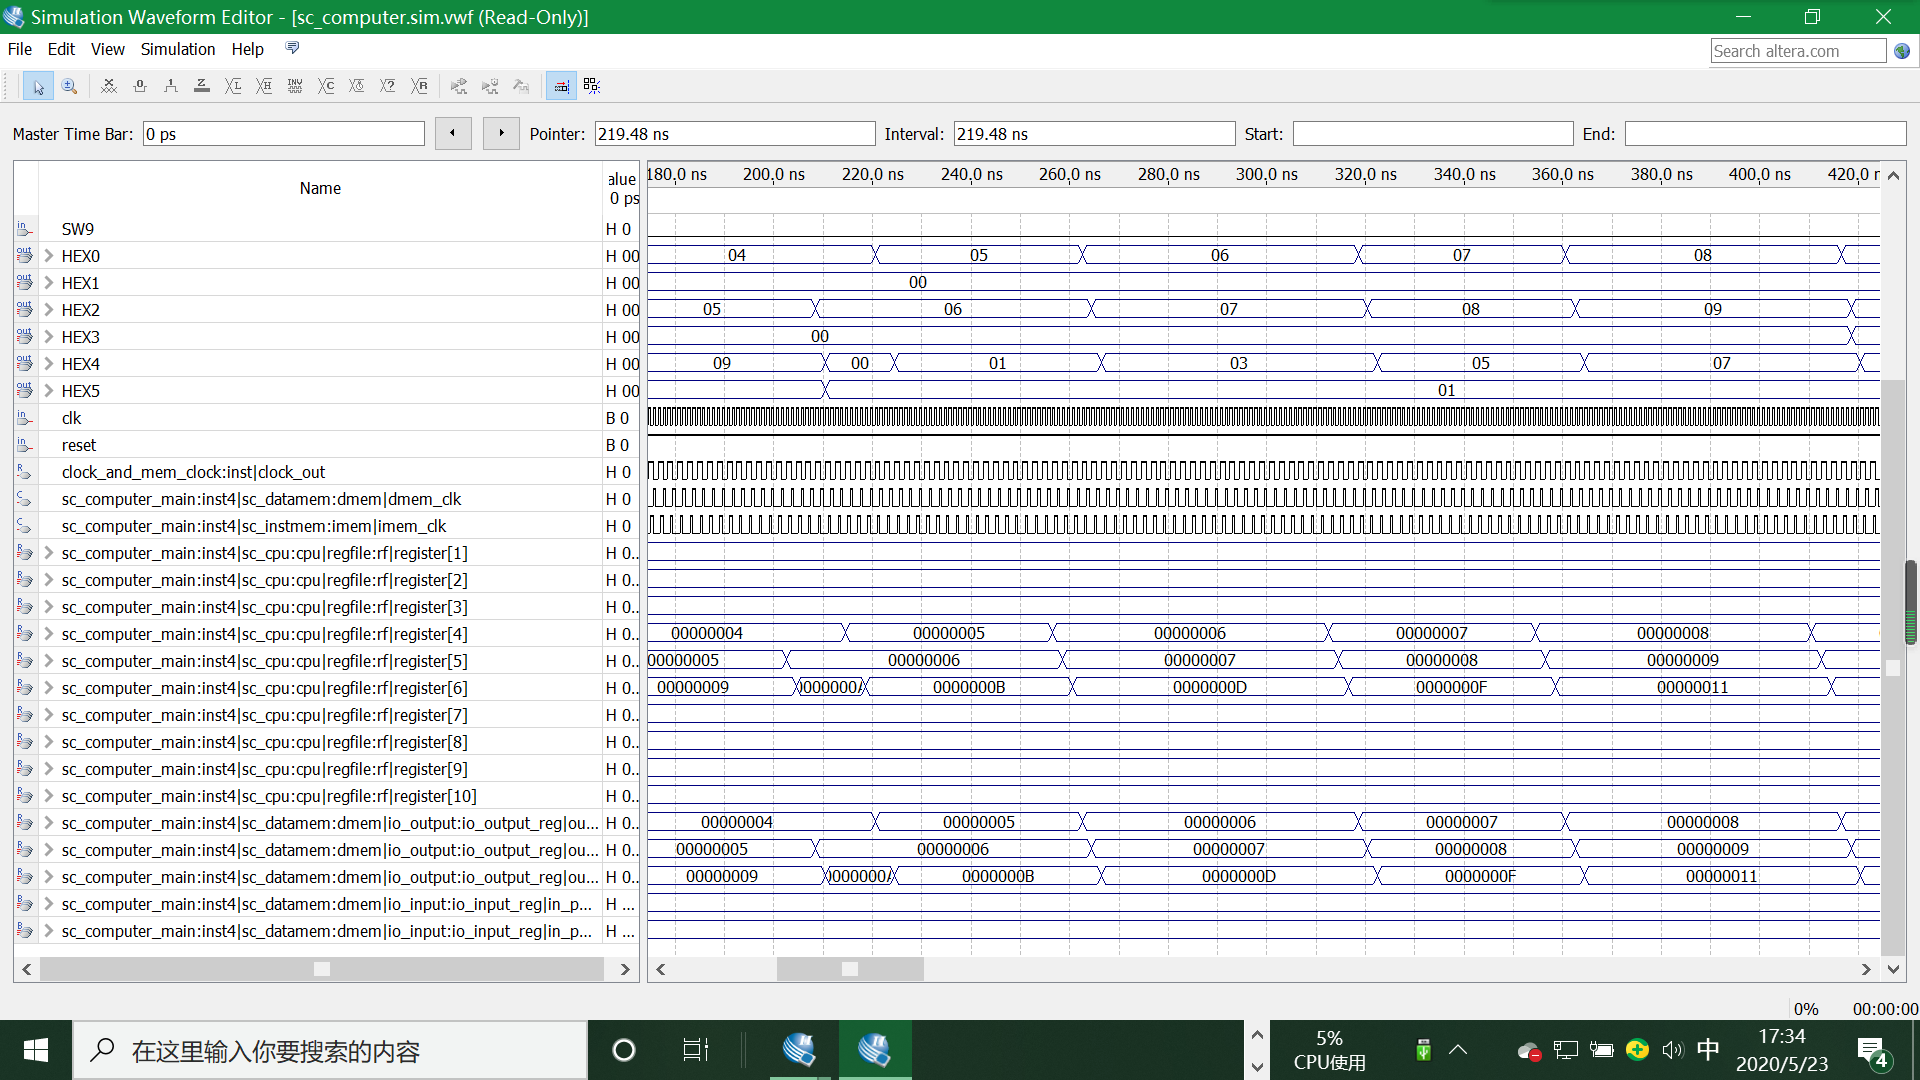 Simulation Waveform Editor - [sc_computer.sim.vwf (Read-Only)]
File Edit View Simulation Help
Search altera.com
Master Time Bar: 0 ps Pointer: 219.48 ns Interval: 219.48 ns Start: End:
Name alue 0 ps
180.0 ns 200.0 ns 220.0 ns 240.0 ns 260.0 ns 280.0 ns 300.0 ns 320.0 ns 340.0 ns 360.0 ns 380.0 ns 400.0 ns 420.0 r
SW9 H 0
HEX0 H 00 04 05 06 07 08
HEX1 H 00 00
HEX2 H 00 05 06 07 08 09
HEX3 H 00 00
HEX4 H 00 09 00 01 03 05 07
HEX5 H 00 01
clk B 0
reset B 0
clock_and_mem_clock:inst|clock_out H 0
sc_computer_main:inst4|sc_datamem:dmem|dmem_clk H 0
sc_computer_main:inst4|sc_instmem:imem|imem_clk H 0
sc_computer_main:inst4|sc_cpu:cpu|regfile:rf|register[1] H 0..
sc_computer_main:inst4|sc_cpu:cpu|regfile:rf|register[2] H 0..
sc_computer_main:inst4|sc_cpu:cpu|regfile:rf|register[3] H 0..
sc_computer_main:inst4|sc_cpu:cpu|regfile:rf|register[4] H 0.. 00000004 00000005 00000006 00000007 00000008
sc_computer_main:inst4|sc_cpu:cpu|regfile:rf|register[5] H 0.. 00000005 00000006 00000007 00000008 00000009
sc_computer_main:inst4|sc_cpu:cpu|regfile:rf|register[6] H 0.. 00000009 0000000A 0000000B 0000000D 0000000F 00000011
sc_computer_main:inst4|sc_cpu:cpu|regfile:rf|register[7] H 0..
sc_computer_main:inst4|sc_cpu:cpu|regfile:rf|register[8] H 0..
sc_computer_main:inst4|sc_cpu:cpu|regfile:rf|register[9] H 0..
sc_computer_main:inst4|sc_cpu:cpu|regfile:rf|register[10] H 0..
sc_computer_main:inst4|sc_datamem:dmem|io_output:io_output_reg|ou... H 0.. 00000004 00000005 00000006 00000007 00000008
sc_computer_main:inst4|sc_datamem:dmem|io_output:io_output_reg|ou... H 0.. 00000005 00000006 00000007 00000008 00000009
sc_computer_main:inst4|sc_datamem:dmem|io_output:io_output_reg|ou... H 0.. 00000009 0000000A 0000000B 0000000D 0000000F 00000011
sc_computer_main:inst4|sc_datamem:dmem|io_input:io_input_reg|in_p... H ...
sc_computer_main:inst4|sc_datamem:dmem|io_input:io_input_reg|in_p... H ...
0% 00:00:00
在这里输入你要搜索的内容
5%
CPU使用
中
17:34
2020/5/23
4